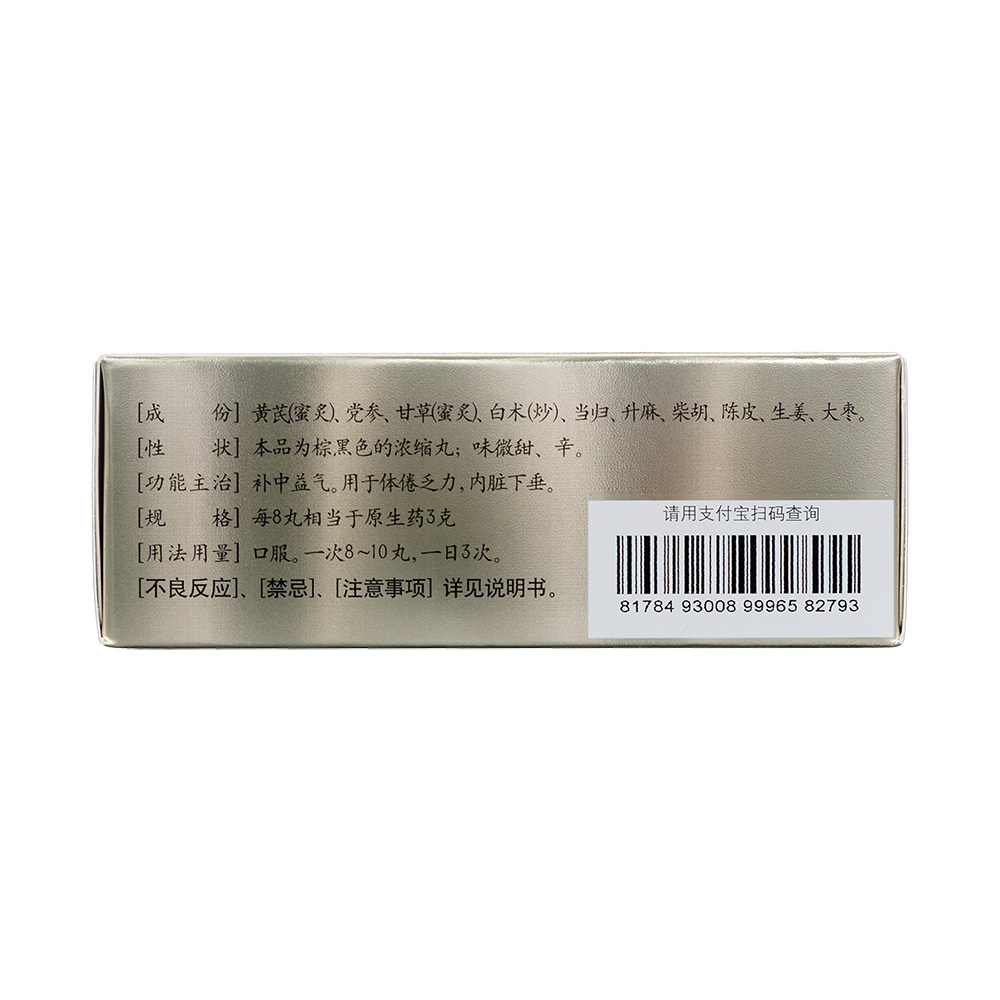 [成份] 黄芪(蜜炙)、党参、甘草(蜜炙)、白术(炒)、当归、升麻、柴胡、陈皮、生姜、大枣。
[性状] 本品为棕黑色的浓缩丸；味微甜、辛。
[功能主治] 补中益气。用于体倦乏力，内脏下垂。
[规格] 每8丸相当于原生药3克
[用法用量] 口服。一次8~10丸，一日3次。
[不良反应]、[禁忌]、[注意事项] 详见说明书。
请用支付宝扫码查询
81784 93008 99965 82793